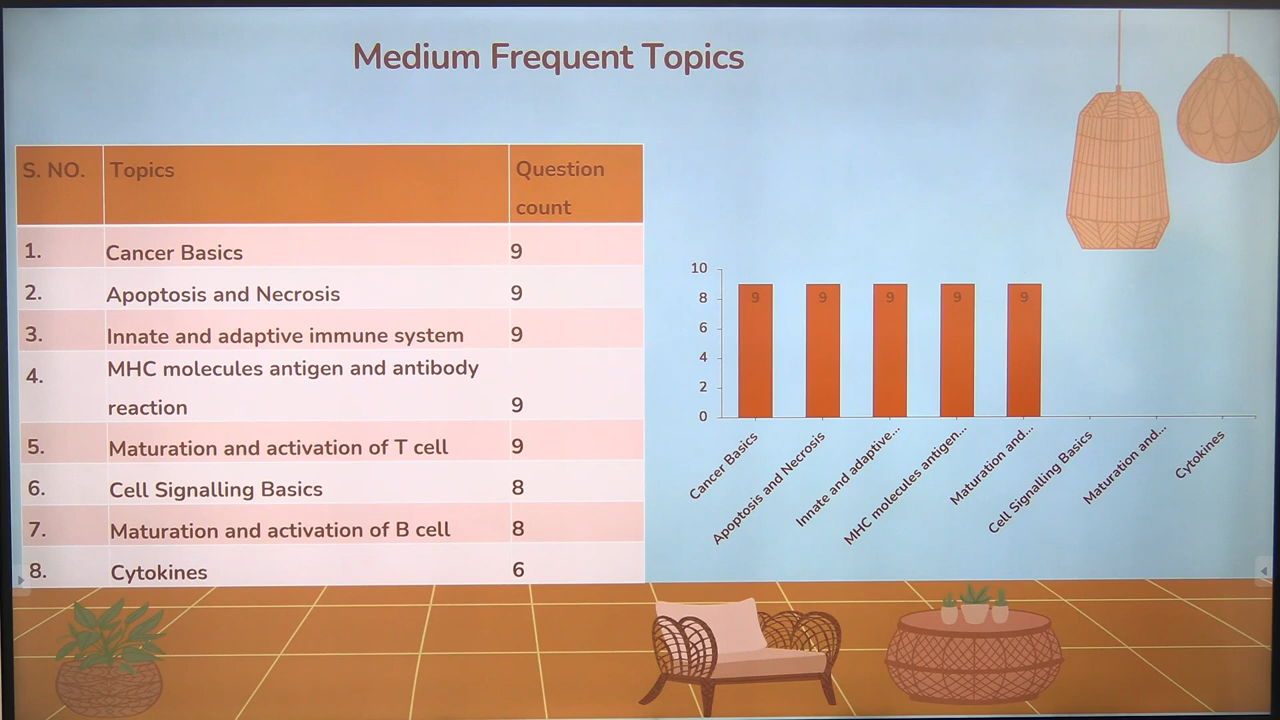 Medium Frequent Topics
S. NO. Topics Question
count
1. Cancer Basics 9
2. Apoptosis and Necrosis 9
3. Innate and adaptive immune system 9
4. MHC molecules antigen and antibody
reaction 9
5. Maturation and activation of T cell 9
6. Cell Signalling Basics 8
7. Maturation and activation of B cell 8
8. Cytokines 6
10
8
6
4
2
0
9 9 9 9 9
Cancer Basics
Apoptosis and Necrosis
Innate and adaptive...
MHC molecules antigen...
Maturation and...
Cell Signalling Basics
Maturation and...
Cytokines